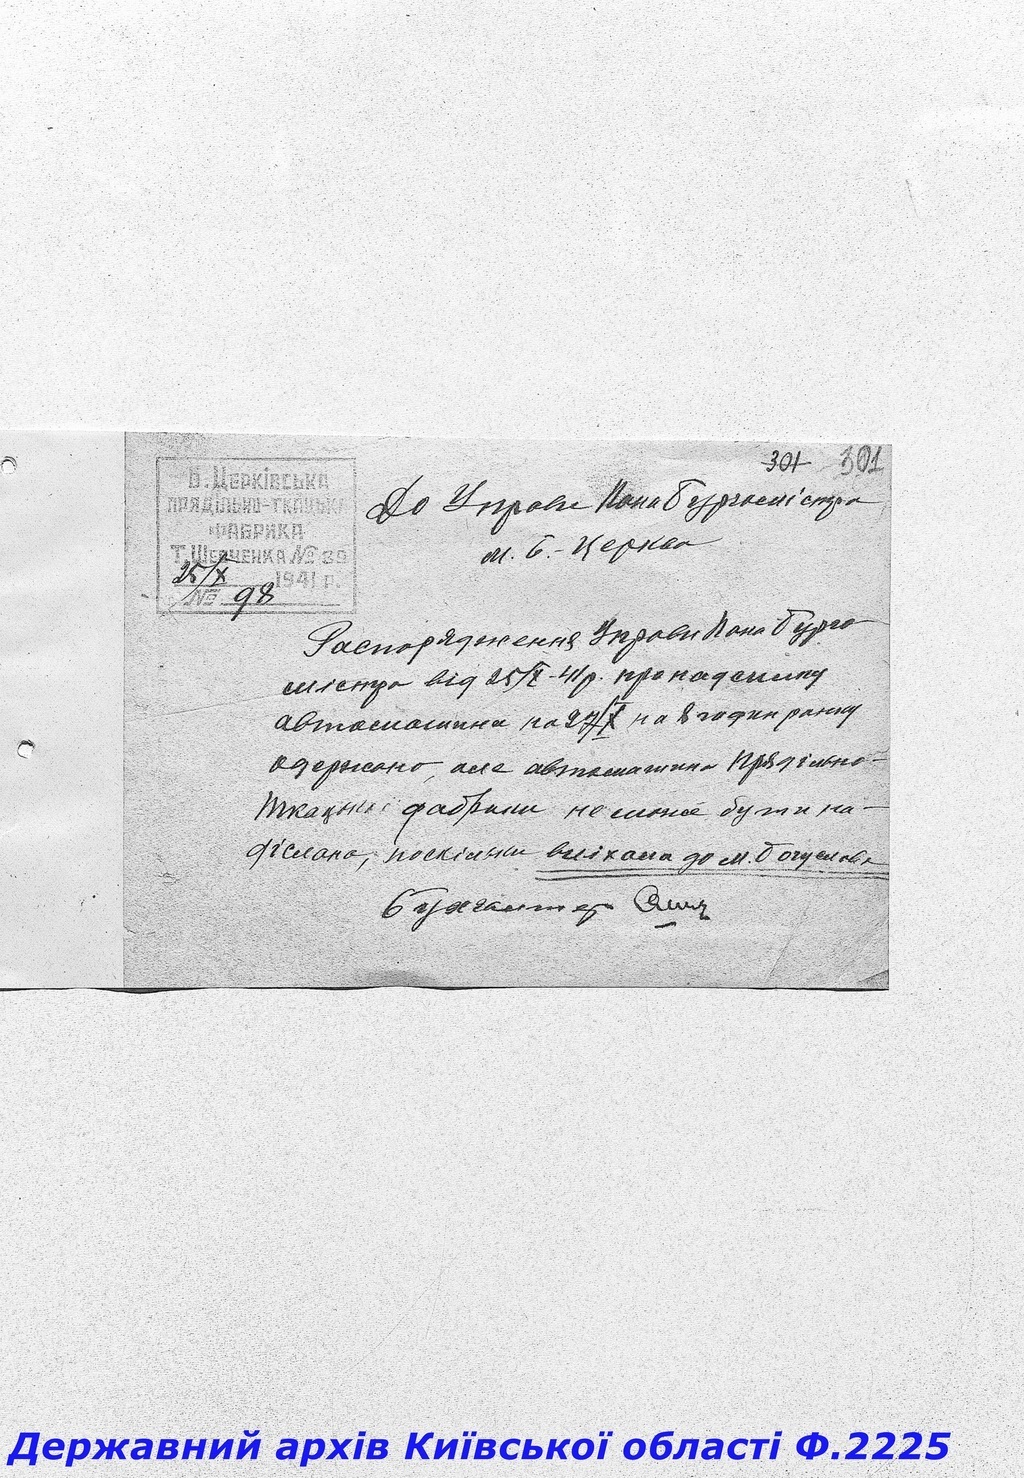 301 301
Б. Церківська
прядільно-ткацька
фабрика
Т. Шевченка № 39
25/X 1941 р.
№ 98
До Управи Пана Бургомістра
м. Б.-Церква
Распорядження Управи Пана Бурго-
містра від 25/X-41 р. про надсилку
автомашини на 27/X на 8 годин ранку
одержано, але автомашина Прядільно-
Ткацької фабрики не може бути на-
діслана, поскільки виїхала до м. Богуслава
Бухгалтер
Державний архів Київської області Ф.2225